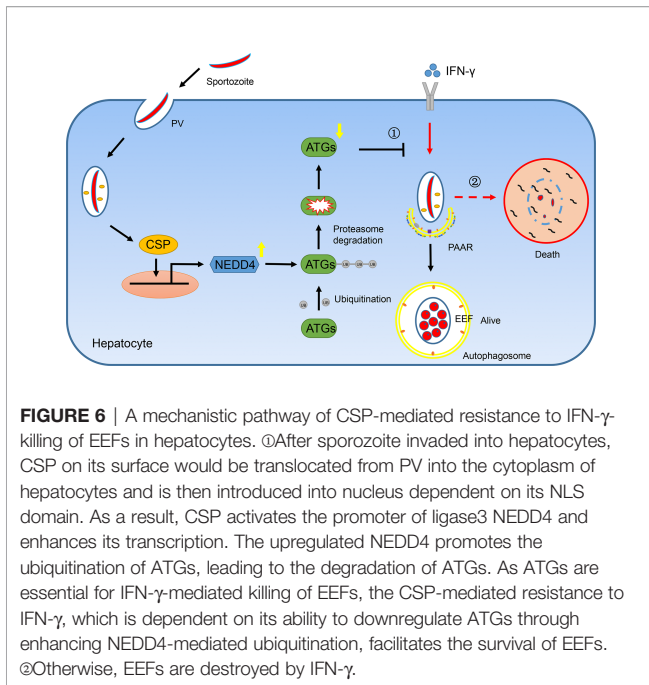 Sportozoite
IFN-γ
PV
①
ATGs
②
CSP
Proteasome
degradation
PAAR
Death
NEDD4
ATGs
UB
UB
UB
UB
UB
Ubiquitination
EEF
Alive
Hepatocyte
ATGs
Autophagosome
FIGURE 6 | A mechanistic pathway of CSP-mediated resistance to IFN-γ-
killing of EEFs in hepatocytes. ①After sporozoite invaded into hepatocytes,
CSP on its surface would be translocated from PV into the cytoplasm of
hepatocytes and is then introduced into nucleus dependent on its NLS
domain. As a result, CSP activates the promoter of ligase3 NEDD4 and
enhances its transcription. The upregulated NEDD4 promotes the
ubiquitination of ATGs, leading to the degradation of ATGs. As ATGs are
essential for IFN-γ-mediated killing of EEFs, the CSP-mediated resistance to
IFN-γ, which is dependent on its ability to downregulate ATGs through
enhancing NEDD4-mediated ubiquitination, facilitates the survival of EEFs.
②Otherwise, EEFs are destroyed by IFN-γ.